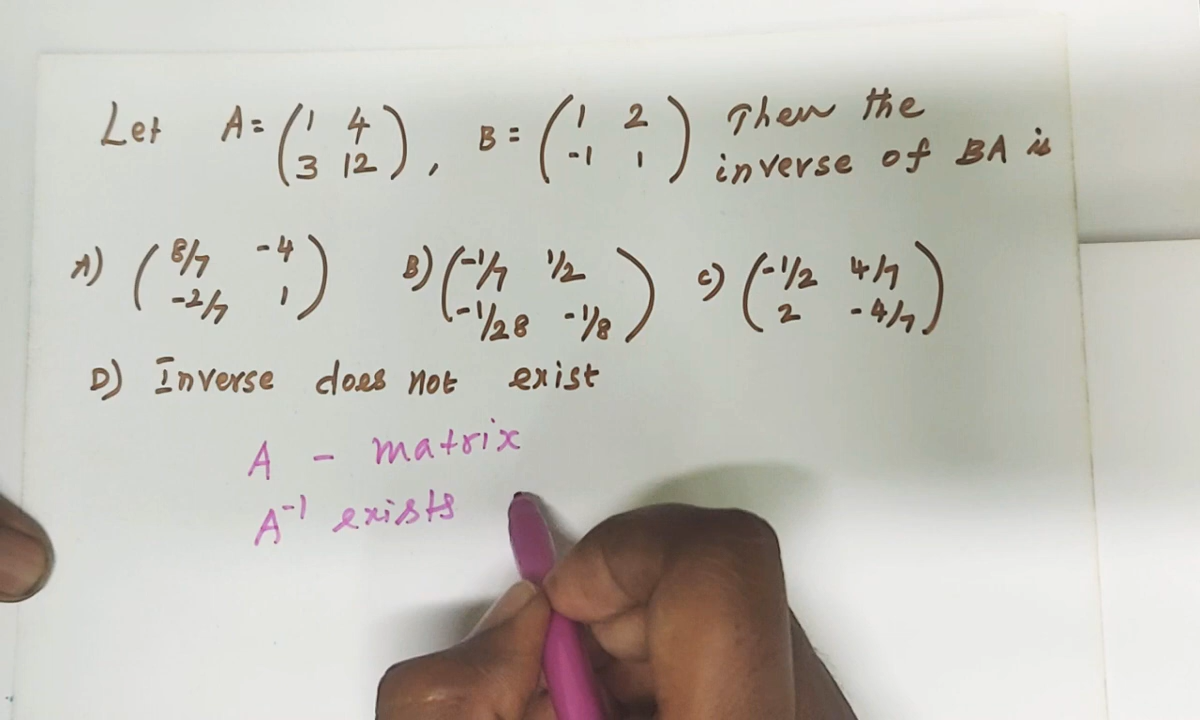 Let A = ( 1 4 ) , B = ( 1 2 ) Then the
( 3 12 ) ( -1 1 ) inverse of BA is
A) ( 8/7 -4 ) B) ( -1/7 1/2 ) C) ( -1/2 4/7 )
( -2/7 1 ) ( -1/28 -1/8 ) ( 2 -4/7 )
D) Inverse does not exist
A - matrix
A⁻¹ exists